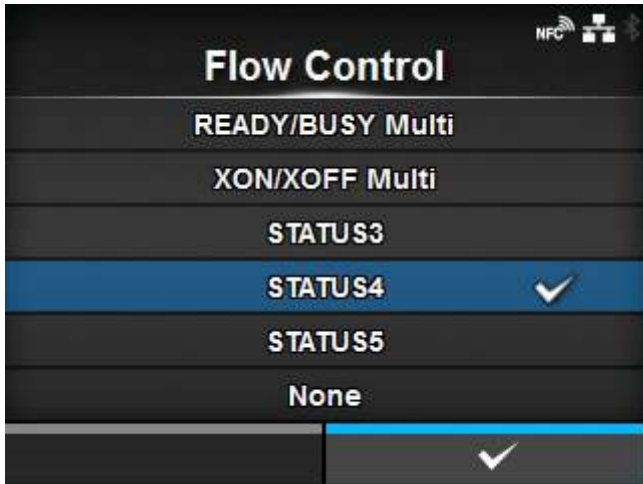 NFC
Flow Control
READY/BUSY Multi
XON/XOFF Multi
STATUS3
STATUS4
STATUS5
None